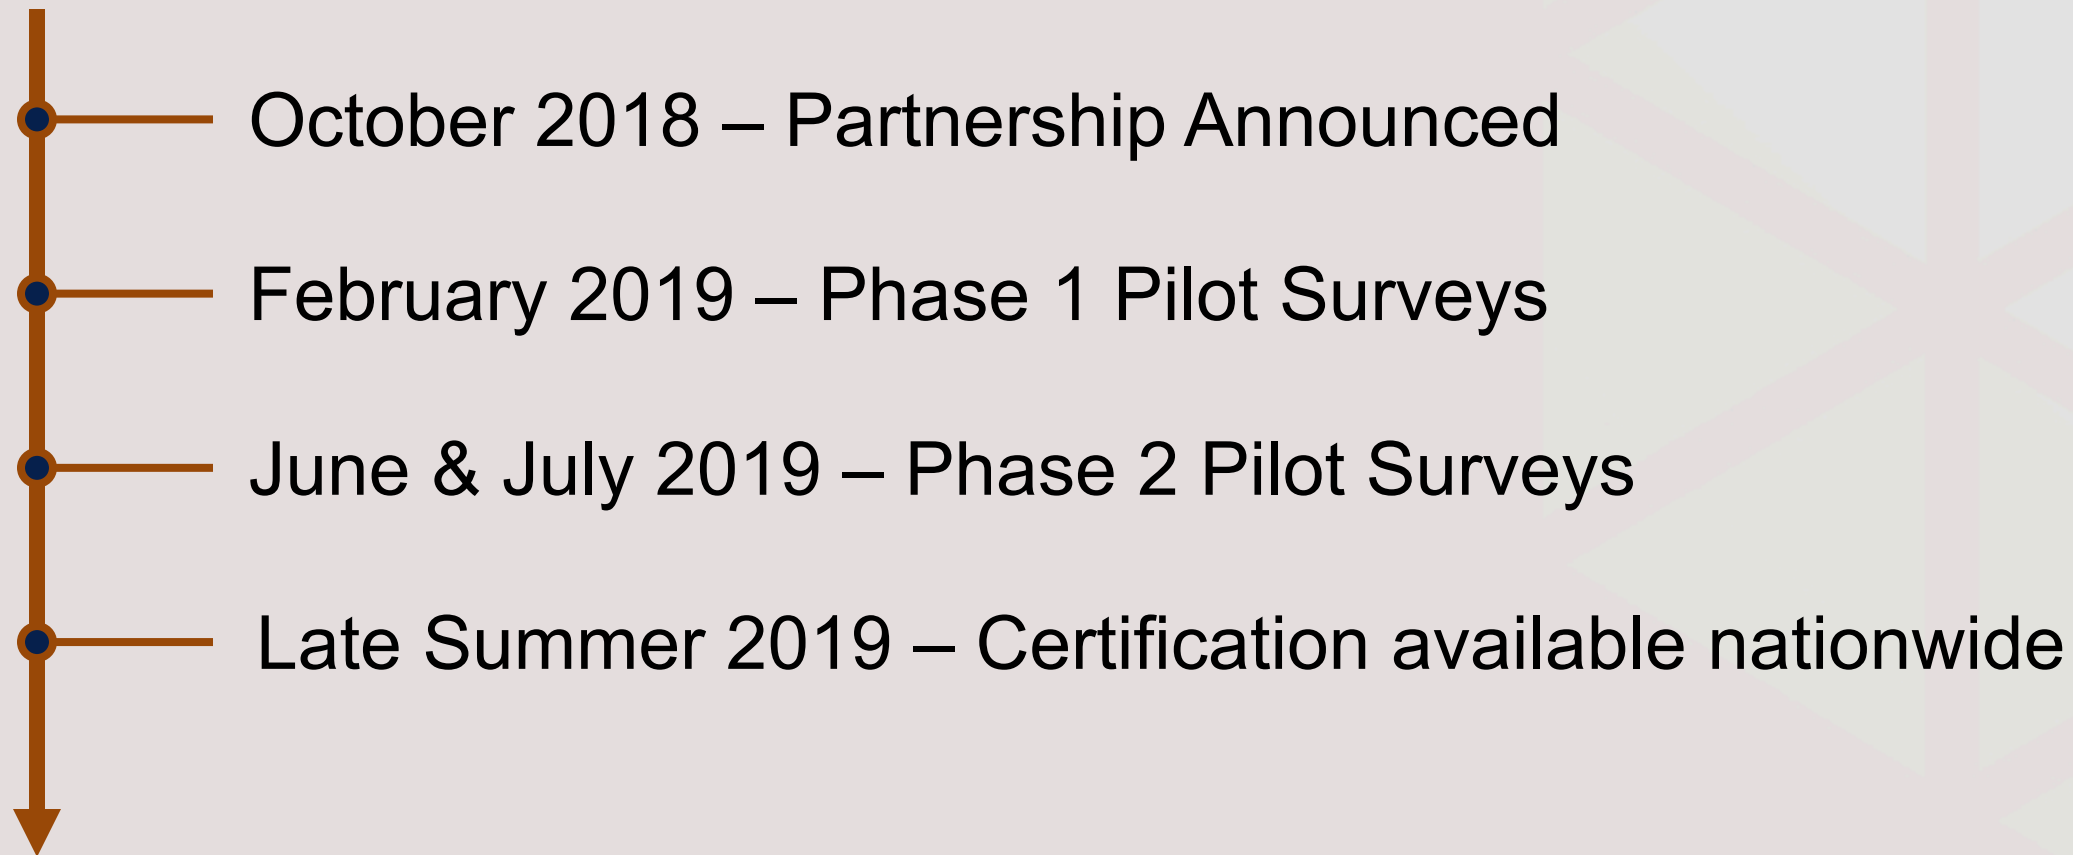 October 2018 – Partnership Announced
February 2019 – Phase 1 Pilot Surveys
June & July 2019 – Phase 2 Pilot Surveys
Late Summer 2019 – Certification available nationwide